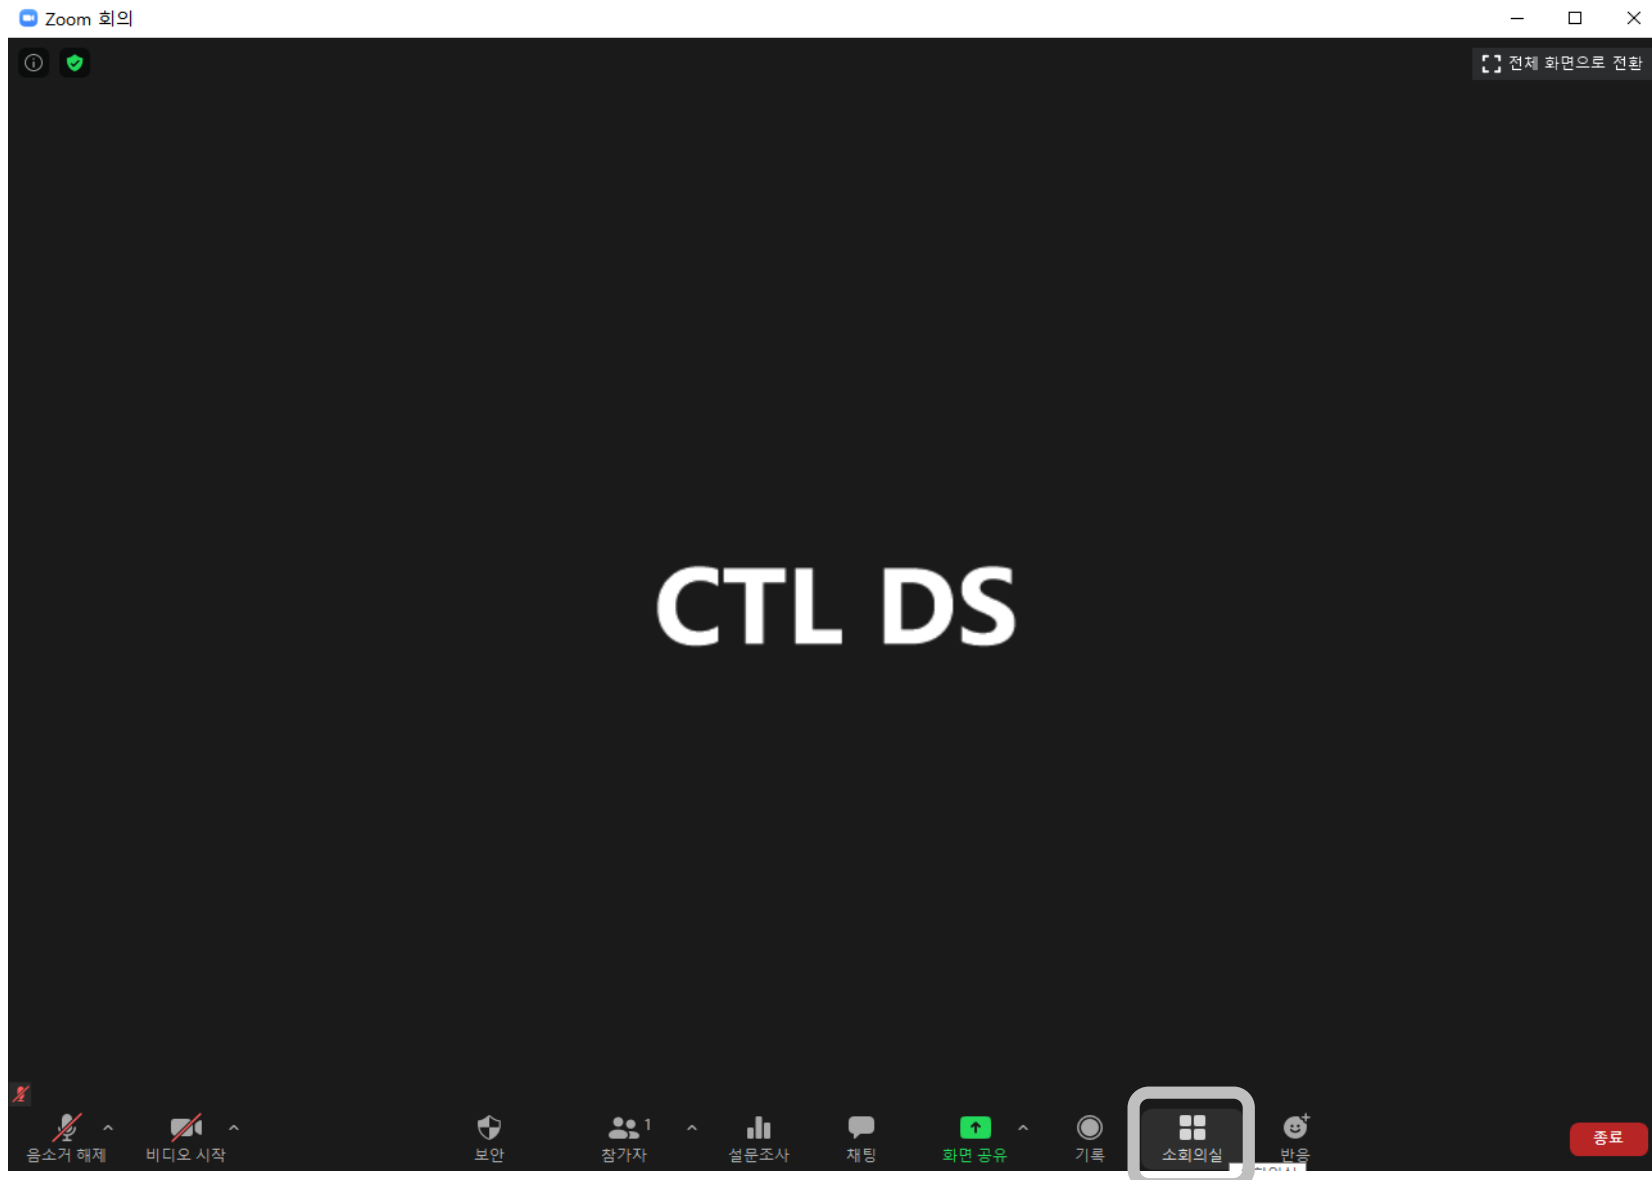 Zoom 회의
전체 화면으로 전환
CTL DS
1
음소거 해제
비디오 시작
보안
참가자
설문조사
채팅
화면 공유
기록
소회의실
반응
종료